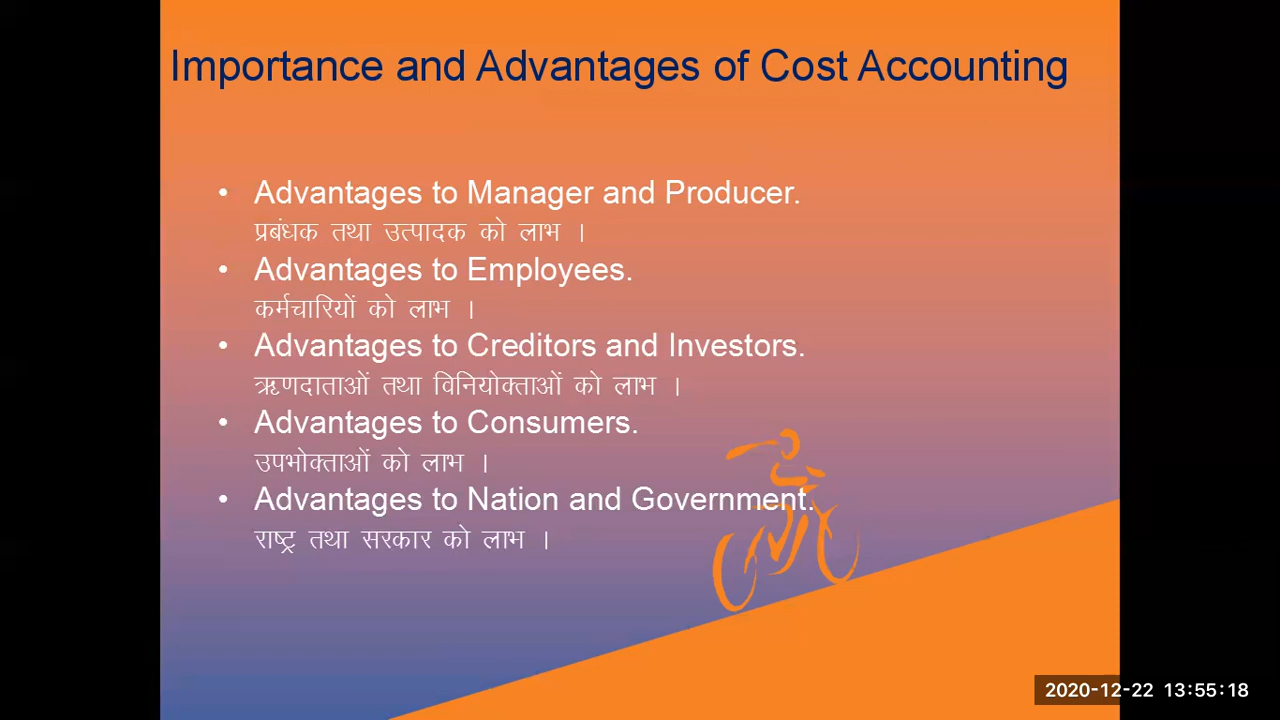 Importance and Advantages of Cost Accounting
• Advantages to Manager and Producer.
प्रबंधक तथा उत्पादक को लाभ ।
• Advantages to Employees.
कर्मचारियों को लाभ ।
• Advantages to Creditors and Investors.
ऋणदाताओं तथा विनियोक्ताओं को लाभ ।
• Advantages to Consumers.
उपभोक्ताओं को लाभ ।
• Advantages to Nation and Government.
राष्ट्र तथा सरकार को लाभ ।
2020-12-22 13:55:18